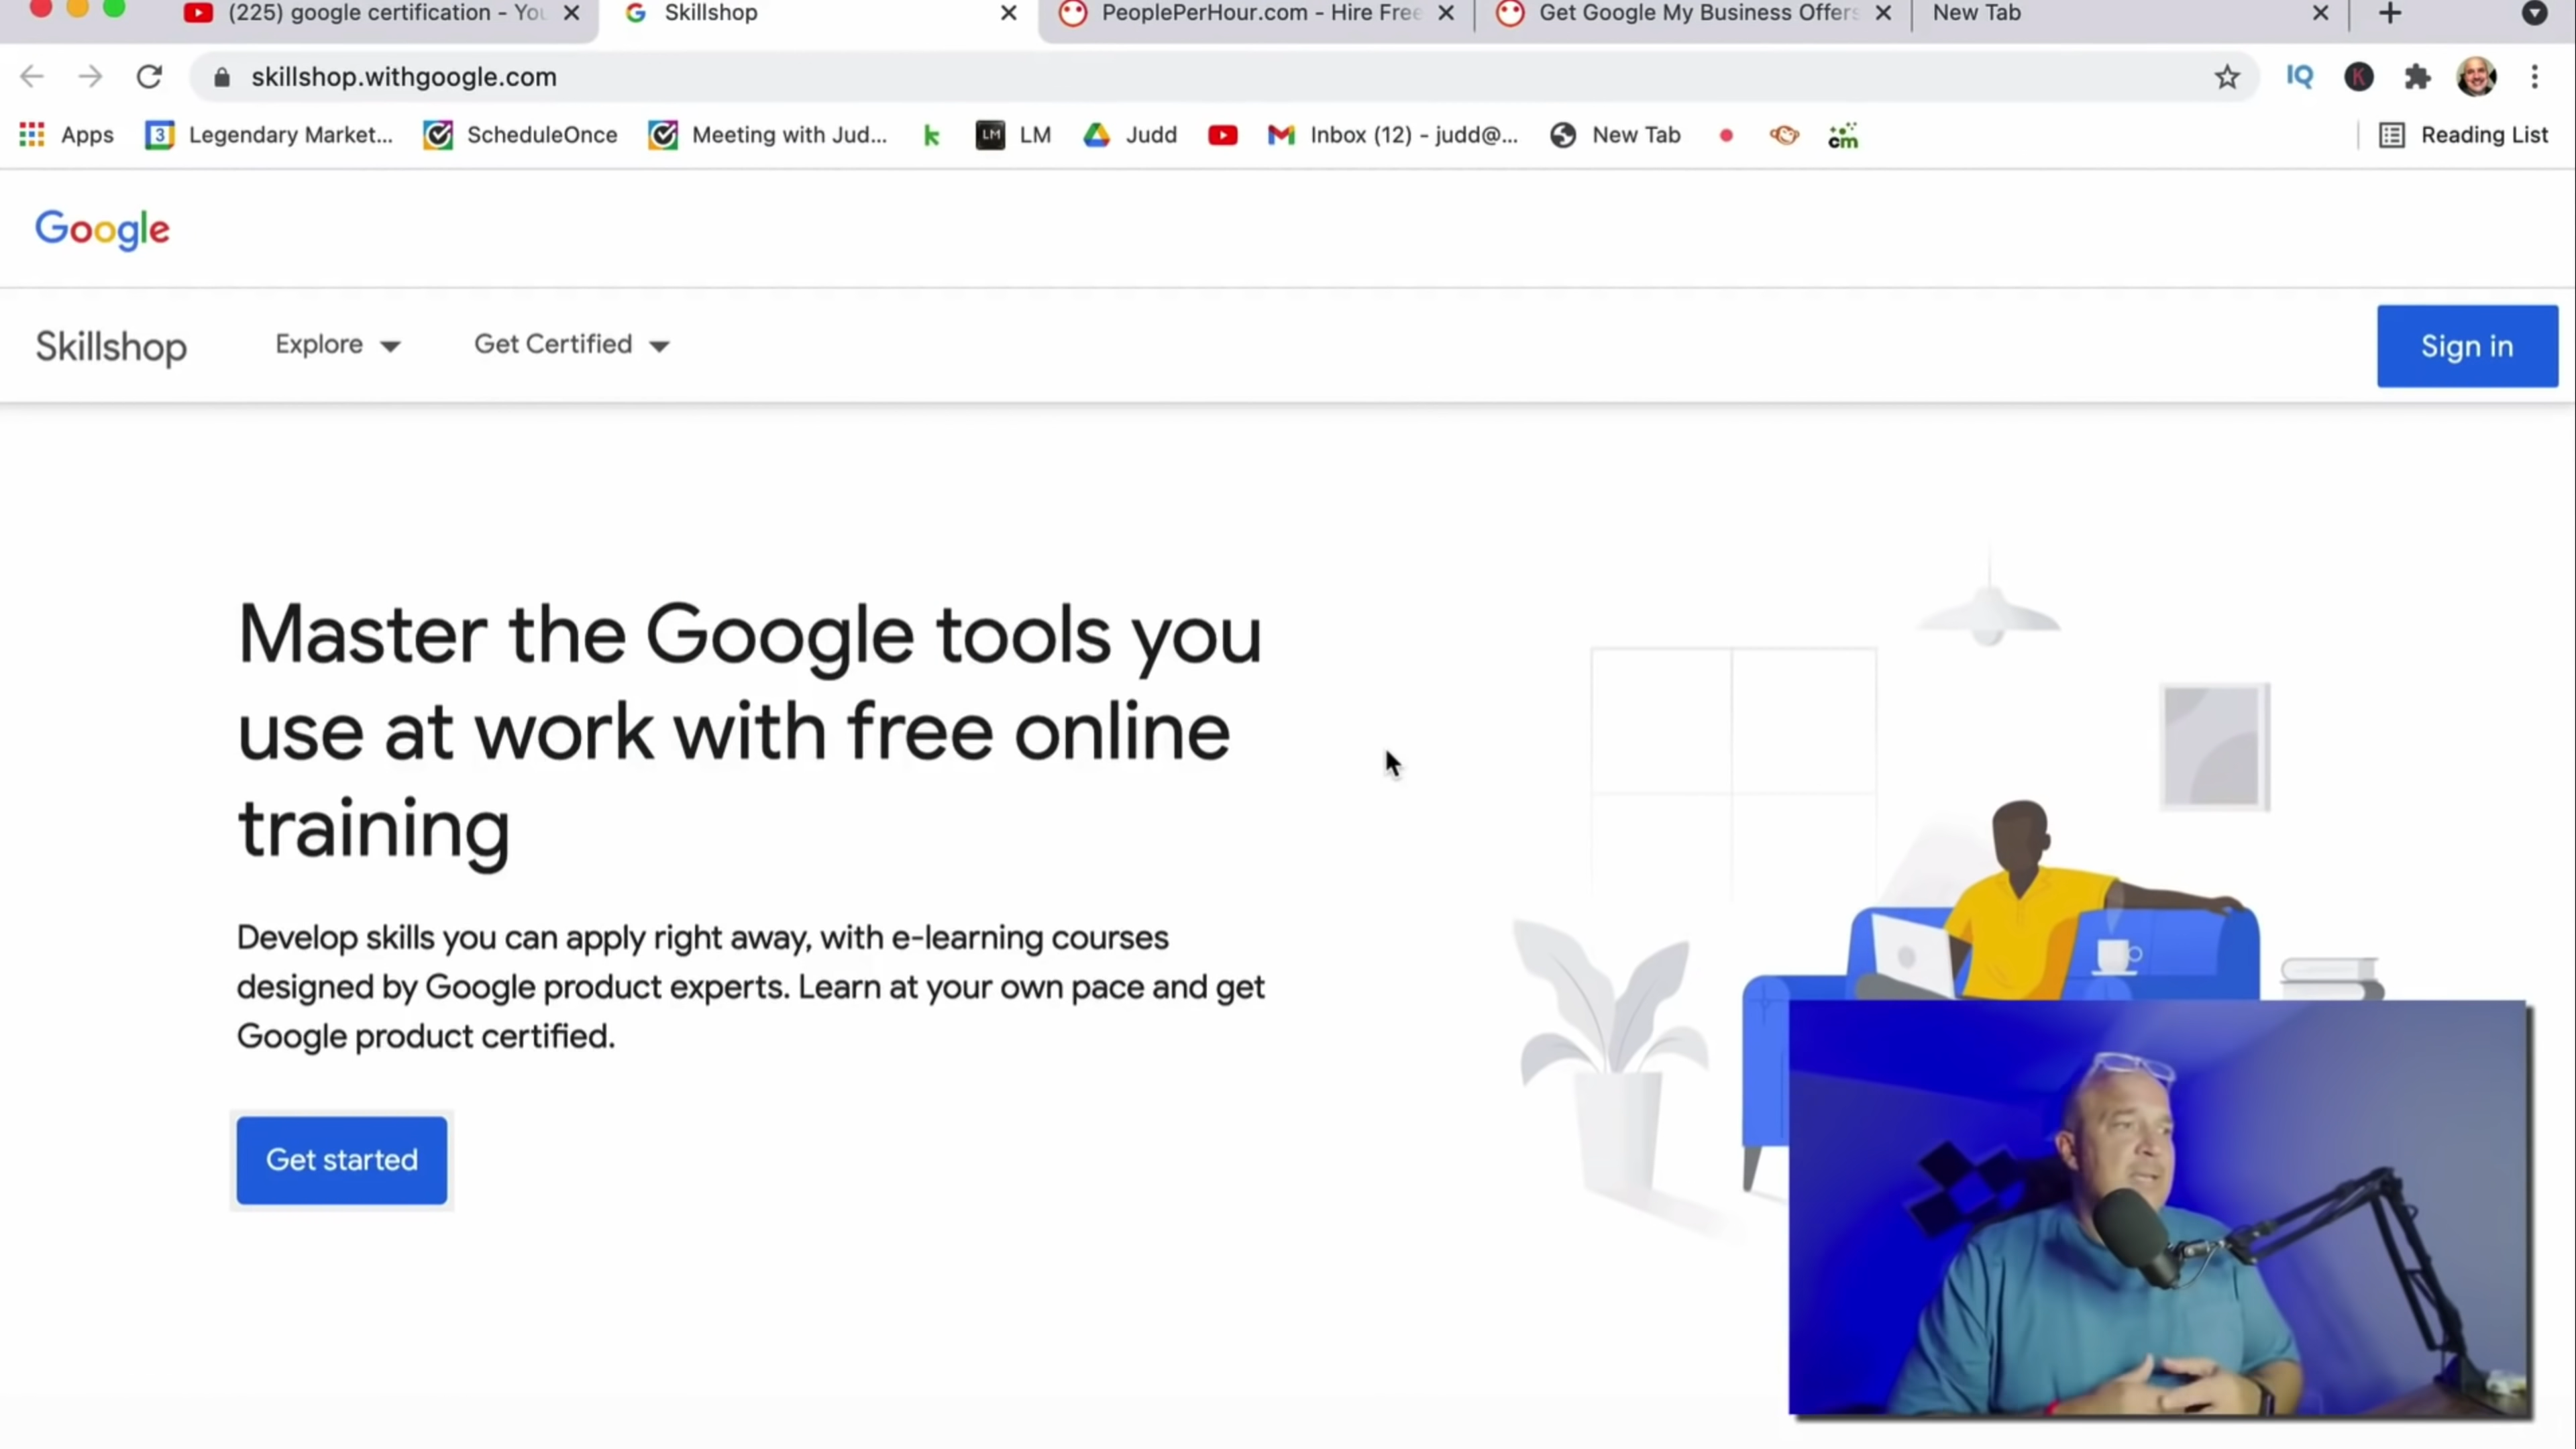 (225) google certification - You
Skillshop
PeoplePerHour.com - Hire Free
Get Google My Business Offers
New Tab
skillshop.withgoogle.com
IQ
K
Apps
3
Legendary Market...
ScheduleOnce
Meeting with Jud...
k
LM
LM
Judd
Inbox (12) - judd@...
New Tab
cm
Reading List
Google
Skillshop
Explore
Get Certified
Sign in
Master the Google tools you
use at work with free online
training
Develop skills you can apply right away, with e-learning courses
designed by Google product experts. Learn at your own pace and get
Google product certified.
Get started